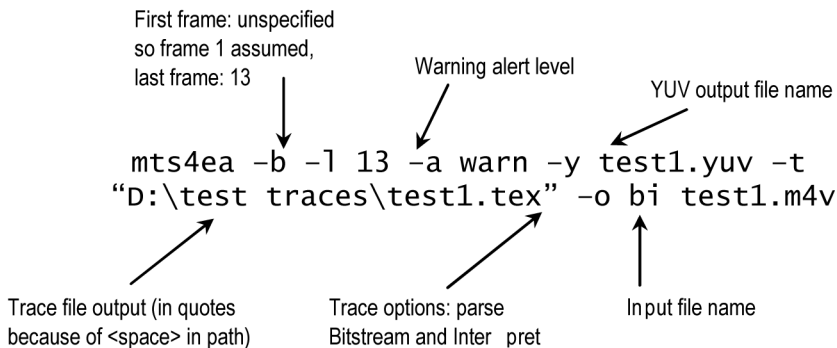 First frame: unspecified
so frame 1 assumed,
last frame: 13
Warning alert level
YUV output file name
mts4ea –b –l 13 –a warn –y test1.yuv –t
“D:\test traces\test1.tex” –o bi test1.m4v
Trace file output (in quotes
because of <space> in path)
Trace options: parse
Bitstream and Inter pret
Input file name